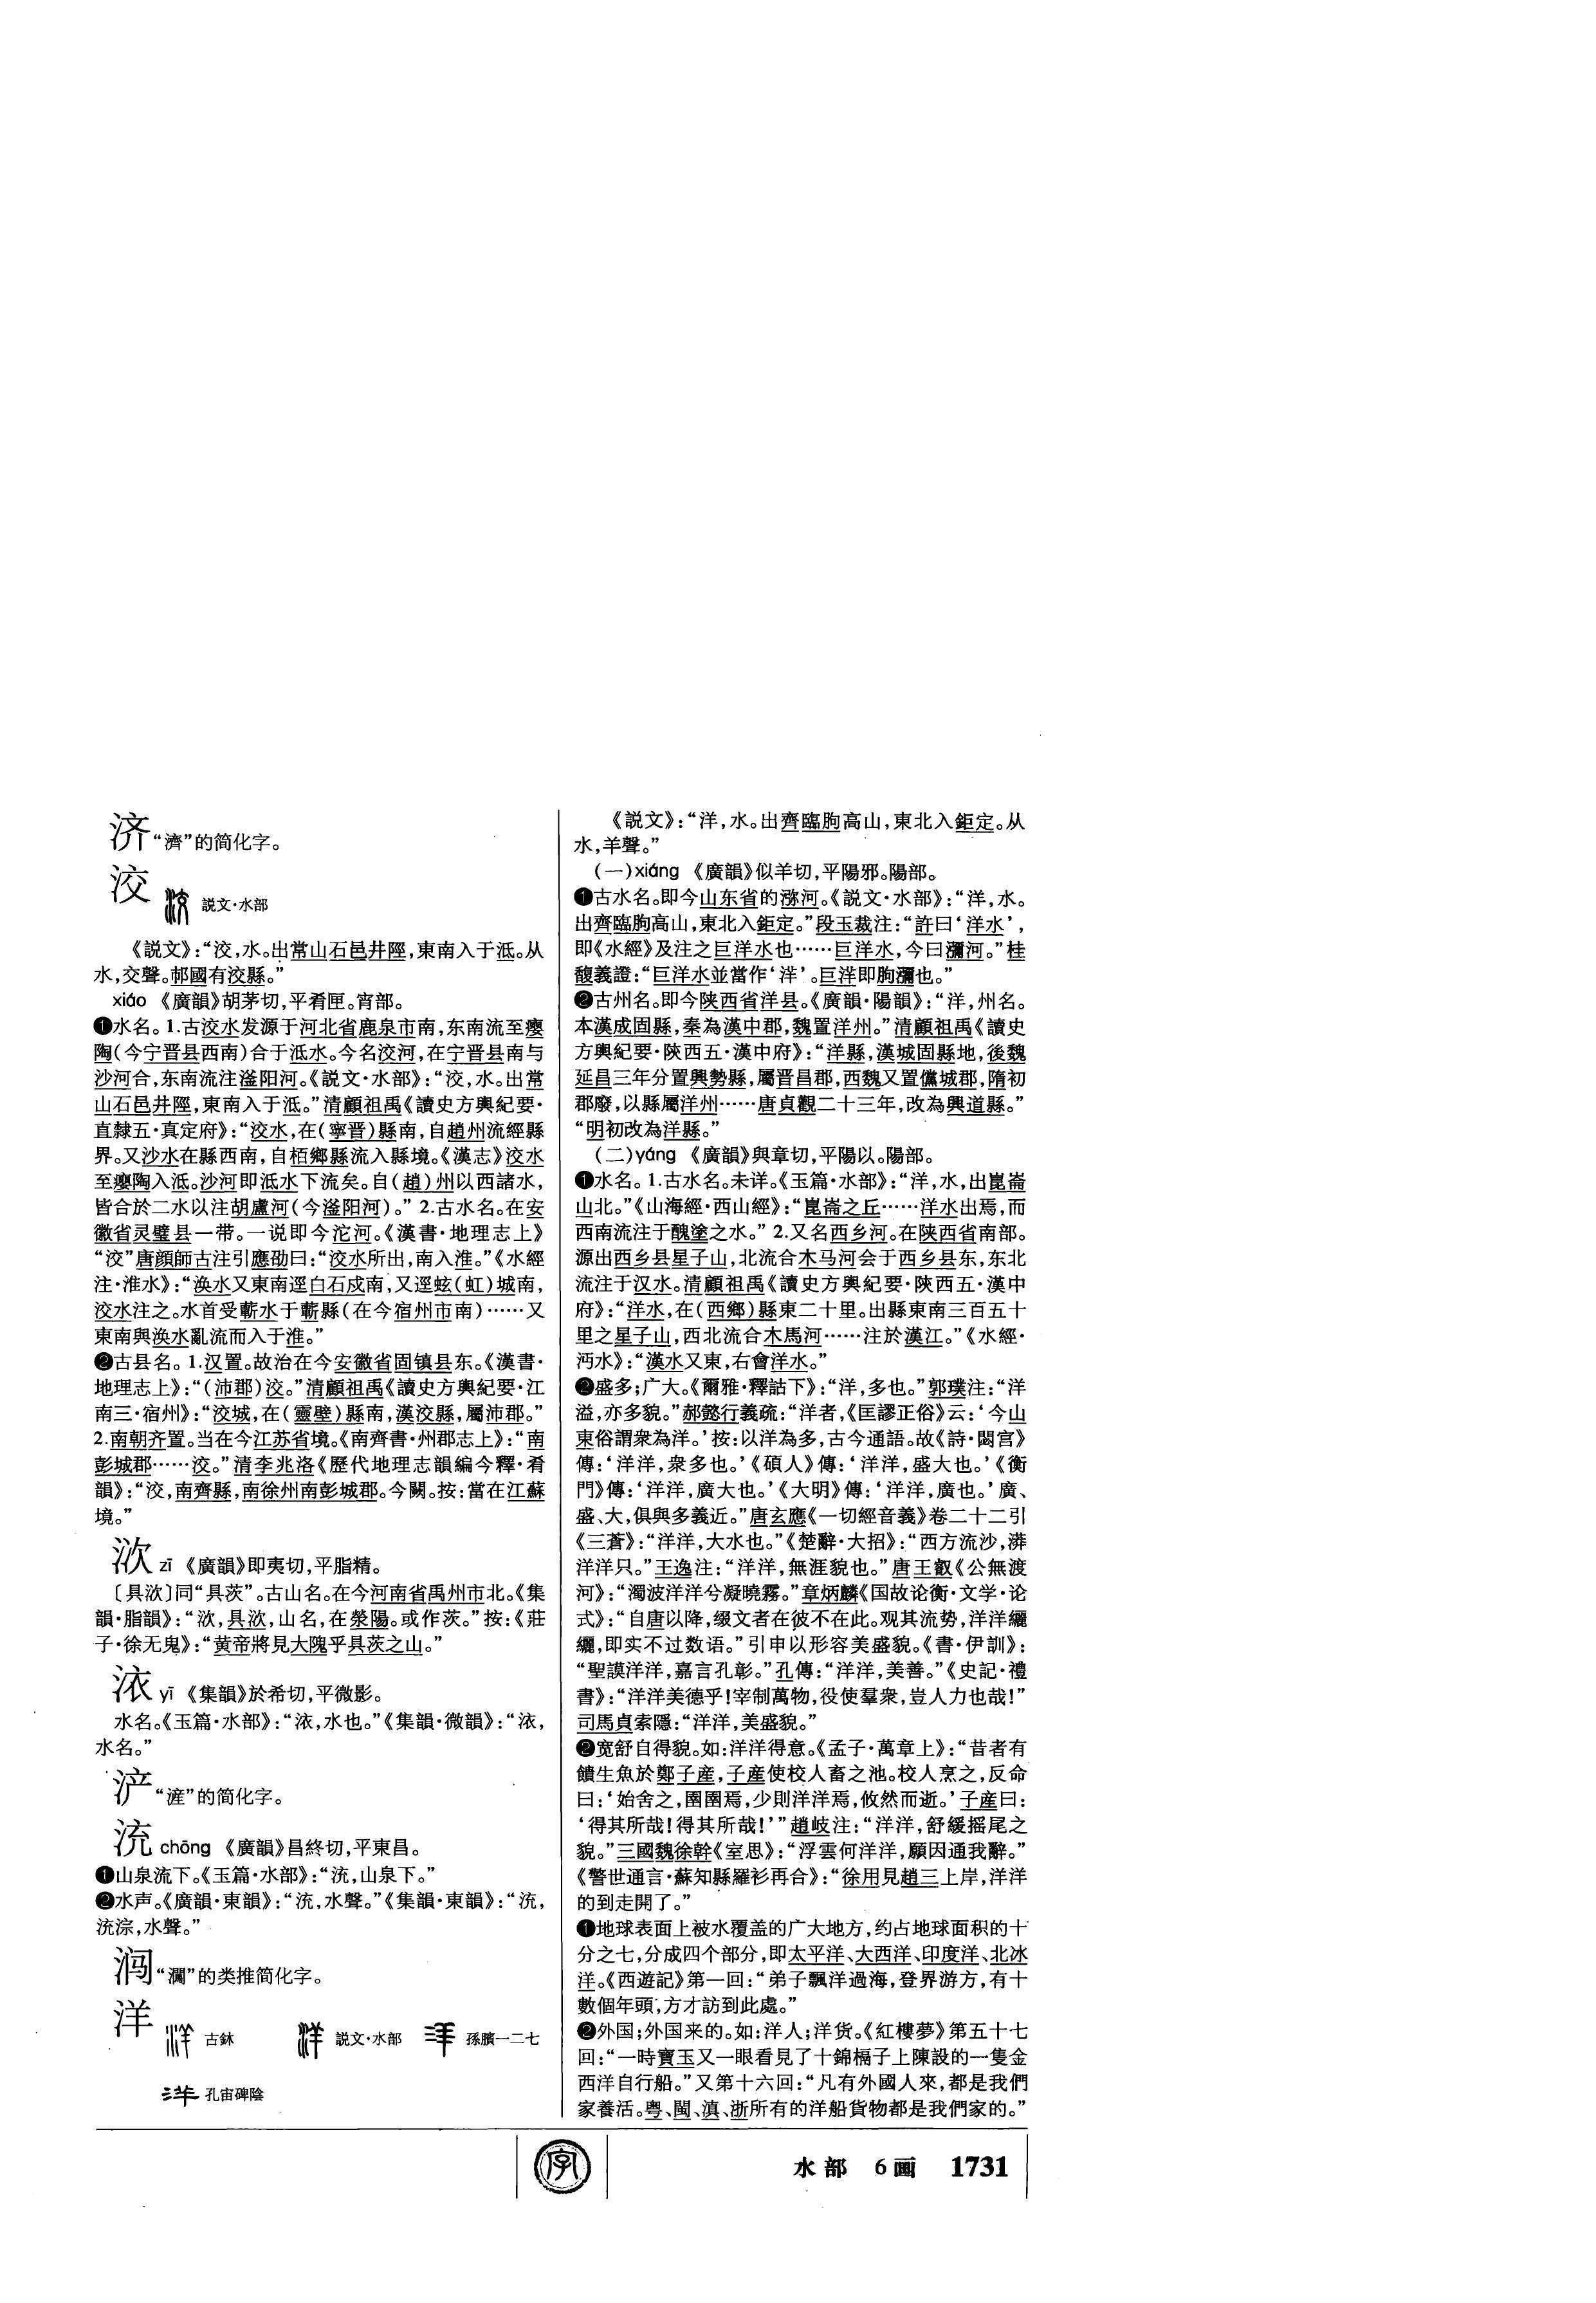 济“濟”的简化字。
洨
説文·水部
《説文》：“洨，水。出常山石邑井陘，東南入于泜。从
水，交聲。邟國有洨縣。”
xiáo 《廣韻》胡茅切，平肴匣。宵部。
❶水名。1.古洨水发源于河北省鹿泉市南，东南流至瘿
陶（今宁晋县西南）合于泜水。今名洨河，在宁晋县南与
沙河合，东南流注滏阳河。《説文·水部》：“洨，水。出常
山石邑井陘，東南入于泜。”清顧祖禹《讀史方輿紀要·
直隸五·真定府》：“洨水，在（寧晋）縣南，自趙州流經縣
界。又沙水在縣西南，自栢鄉縣流入縣境。《漢志》洨水
至癭陶入泜。沙河即泜水下流矣。自（趙）州以西諸水，
皆合於二水以注胡盧河（今滏阳河）。” 2.古水名。在安
徽省灵璧县一带。一说即今沱河。《漢書·地理志上》
“洨”唐顔師古注引應劭曰：“洨水所出，南入淮。”《水經
注·淮水》：“涣水又東南逕白石戍南，又逕蚿（虹）城南，
洨水注之。水首受蘄水于蘄縣（在今宿州市南）……又
東南與涣水亂流而入于淮。”
❷古县名。1.汉置。故治在今安徽省固镇县东。《漢書·
地理志上》：“（沛郡）洨。”清顧祖禹《讀史方輿紀要·江
南三·宿州》：“洨城，在（靈壁）縣南，漢洨縣，屬沛郡。”
2.南朝齐置。当在今江苏省境。《南齊書·州郡志上》：“南
彭城郡……洨。”清李兆洛《歷代地理志韻編今釋·肴
韻》：“洨，南齊縣，南徐州南彭城郡。今闕。按：當在江蘇
境。”
㳄 zī 《廣韻》即夷切，平脂精。
〔具㳄〕同“具茨”。古山名。在今河南省禹州市北。《集
韻·脂韻》：“㳄，具㳄，山名，在滎陽。或作茨。”按：《莊
子·徐无鬼》：“黄帝將見大隗乎具茨之山。”
㳖 yī 《集韻》於希切，平微影。
水名。《玉篇·水部》：“㳖，水也。”《集韻·微韻》：“㳖，
水名。”
浐“滻”的简化字。
浺 chōng 《廣韻》昌終切，平東昌。
❶山泉流下。《玉篇·水部》：“㳘，山泉下。”
❷水声。《廣韻·東韻》：“㳘，水聲。”《集韻·東韻》：“㳘，
㳘淙，水聲。”
“濶”的类推简化字。
洋
古鉥 説文·水部 孫臏一二七
孔宙碑陰
《説文》：“洋，水。出齊臨朐高山，東北入鉅定。从
水，羊聲。”
（一）xiáng 《廣韻》似羊切，平陽邪。陽部。
❶古水名。即今山东省的㳽河。《説文·水部》：“洋，水。
出齊臨朐高山，東北入鉅定。”段玉裁注：“許曰‘洋水’，
即《水經》及注之巨洋水也……巨洋水，今曰瀰河。”桂
馥義證：“巨洋水並當作‘泮’。巨泮即朐瀰也。”
❷古州名。即今陕西省洋县。《廣韻·陽韻》：“洋，州名。
本漢成固縣，秦為漢中郡，魏置洋州。”清顧祖禹《讀史
方輿紀要·陝西五·漢中府》：“洋縣，漢城固縣地，後魏
延昌三年分置興勢縣，屬晋昌郡，西魏又置儻城郡，隋初
郡廢，以縣屬洋州……唐貞觀二十三年，改為興道縣。”
“明初改為洋縣。”
（二）yáng 《廣韻》與章切，平陽以。陽部。
❶水名。1.古水名。未详。《玉篇·水部》：“洋，水，出崑崙
山北。”《山海經·西山經》：“崑崙之丘……洋水出焉，而
西南流注于醜塗之水。” 2.又名西乡河。在陕西省南部。
源出西乡县星子山，北流合木马河会于西乡县东，东北
流注于汉水。清顧祖禹《讀史方輿紀要·陝西五·漢中
府》：“洋水，在（西鄉）縣東二十里。出縣東南三百五十
里之星子山，西北流合木馬河……注於漢江。”《水經·
沔水》：“漢水又東，右會洋水。”
❷盛多；广大。《爾雅·釋詁下》：“洋，多也。”郭璞注：“洋
溢，亦多貌。”郝懿行義疏：“洋者，《匡謬正俗》云：‘今山
東俗謂衆為洋。’按：以洋為多，古今通語。故《詩·閟宫》
傳：‘洋洋，衆多也。’《碩人》傳：‘洋洋，盛大也。’《衡
門》傳：‘洋洋，廣大也。’《大明》傳：‘洋洋，廣也。’廣、
盛、大，俱與多義近。”唐玄應《一切經音義》卷二十二引
《三蒼》：“洋洋，大水也。”《楚辭·大招》：“西方流沙，漭
洋洋只。”王逸注：“洋洋，無涯貌也。”唐王叡《公無渡
河》：“濁波洋洋兮凝曉霧。”章炳麟《国故论衡·文学·论
式》：“自唐以降，缀文者在彼不在此。观其流势，洋洋纚
纚，即实不过数语。”引申以形容美盛貌。《書·伊訓》：
“聖謨洋洋，嘉言孔彰。”孔傳：“洋洋，美善。”《史記·禮
書》：“洋洋美德乎！宰制萬物，役使羣衆，豈人力也哉！”
司馬貞索隱：“洋洋，美盛貌。”
❷宽舒自得貌。如：洋洋得意。《孟子·萬章上》：“昔者有
饋生魚於鄭子産，子産使校人畜之池。校人烹之，反命
曰：‘始舍之，圉圉焉，少則洋洋焉，攸然而逝。’子産曰：
‘得其所哉！得其所哉！’”趙岐注：“洋洋，舒緩摇尾之
貌。”三國魏徐幹《室思》：“浮雲何洋洋，願因通我辭。”
《警世通言·蘇知縣羅衫再合》：“徐用見趙三上岸，洋洋
的到走開了。”
❶地球表面上被水覆盖的广大地方，约占地球面积的十
分之七，分成四个部分，即太平洋、大西洋、印度洋、北冰
洋。《西遊記》第一回：“弟子飄洋過海，登界游方，有十
數個年頭，方才訪到此處。”
❷外国；外国来的。如：洋人；洋货。《紅樓夢》第五十七
回：“一時寶玉又一眼看見了十錦槅子上陳設的一隻金
西洋自行船。”又第十六回：“凡有外國人來，都是我們
家養活。粤、閩、滇、浙所有的洋船貨物都是我們家的。”
字
水部 6画 1731